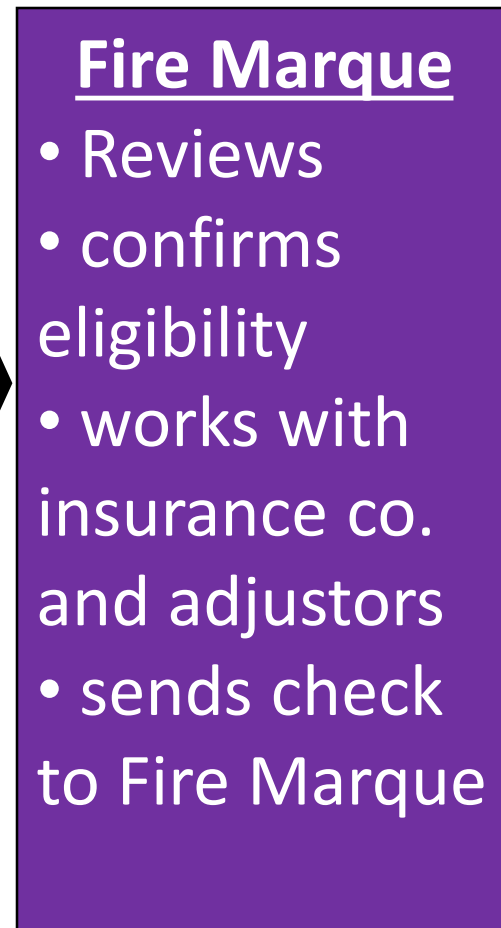 Fire Marque
• Reviews
• confirms
eligibility
• works with
insurance co.
and adjustors
• sends check
to Fire Marque